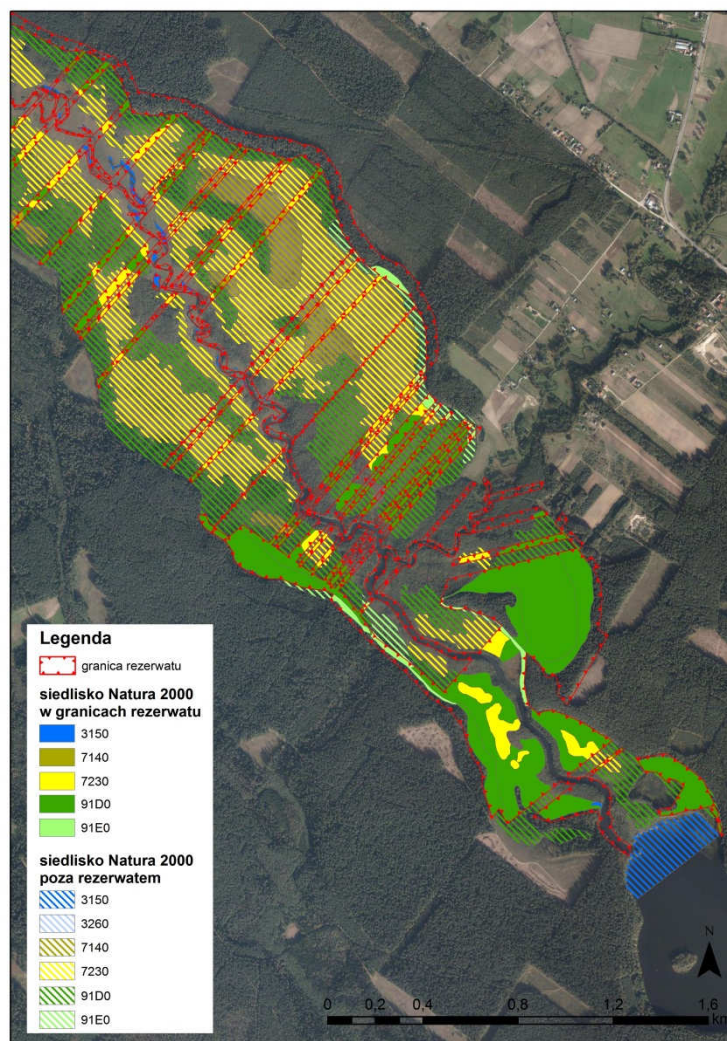 Legenda
granica rezerwatu
siedlisko Natura 2000
w granicach rezerwatu
3150
7140
7230
91D0
91E0
siedlisko Natura 2000
poza rezerwatem
3150
3260
7140
7230
91D0
91E0
N
0 0,2 0,4 0,8 1,2 1,6
km